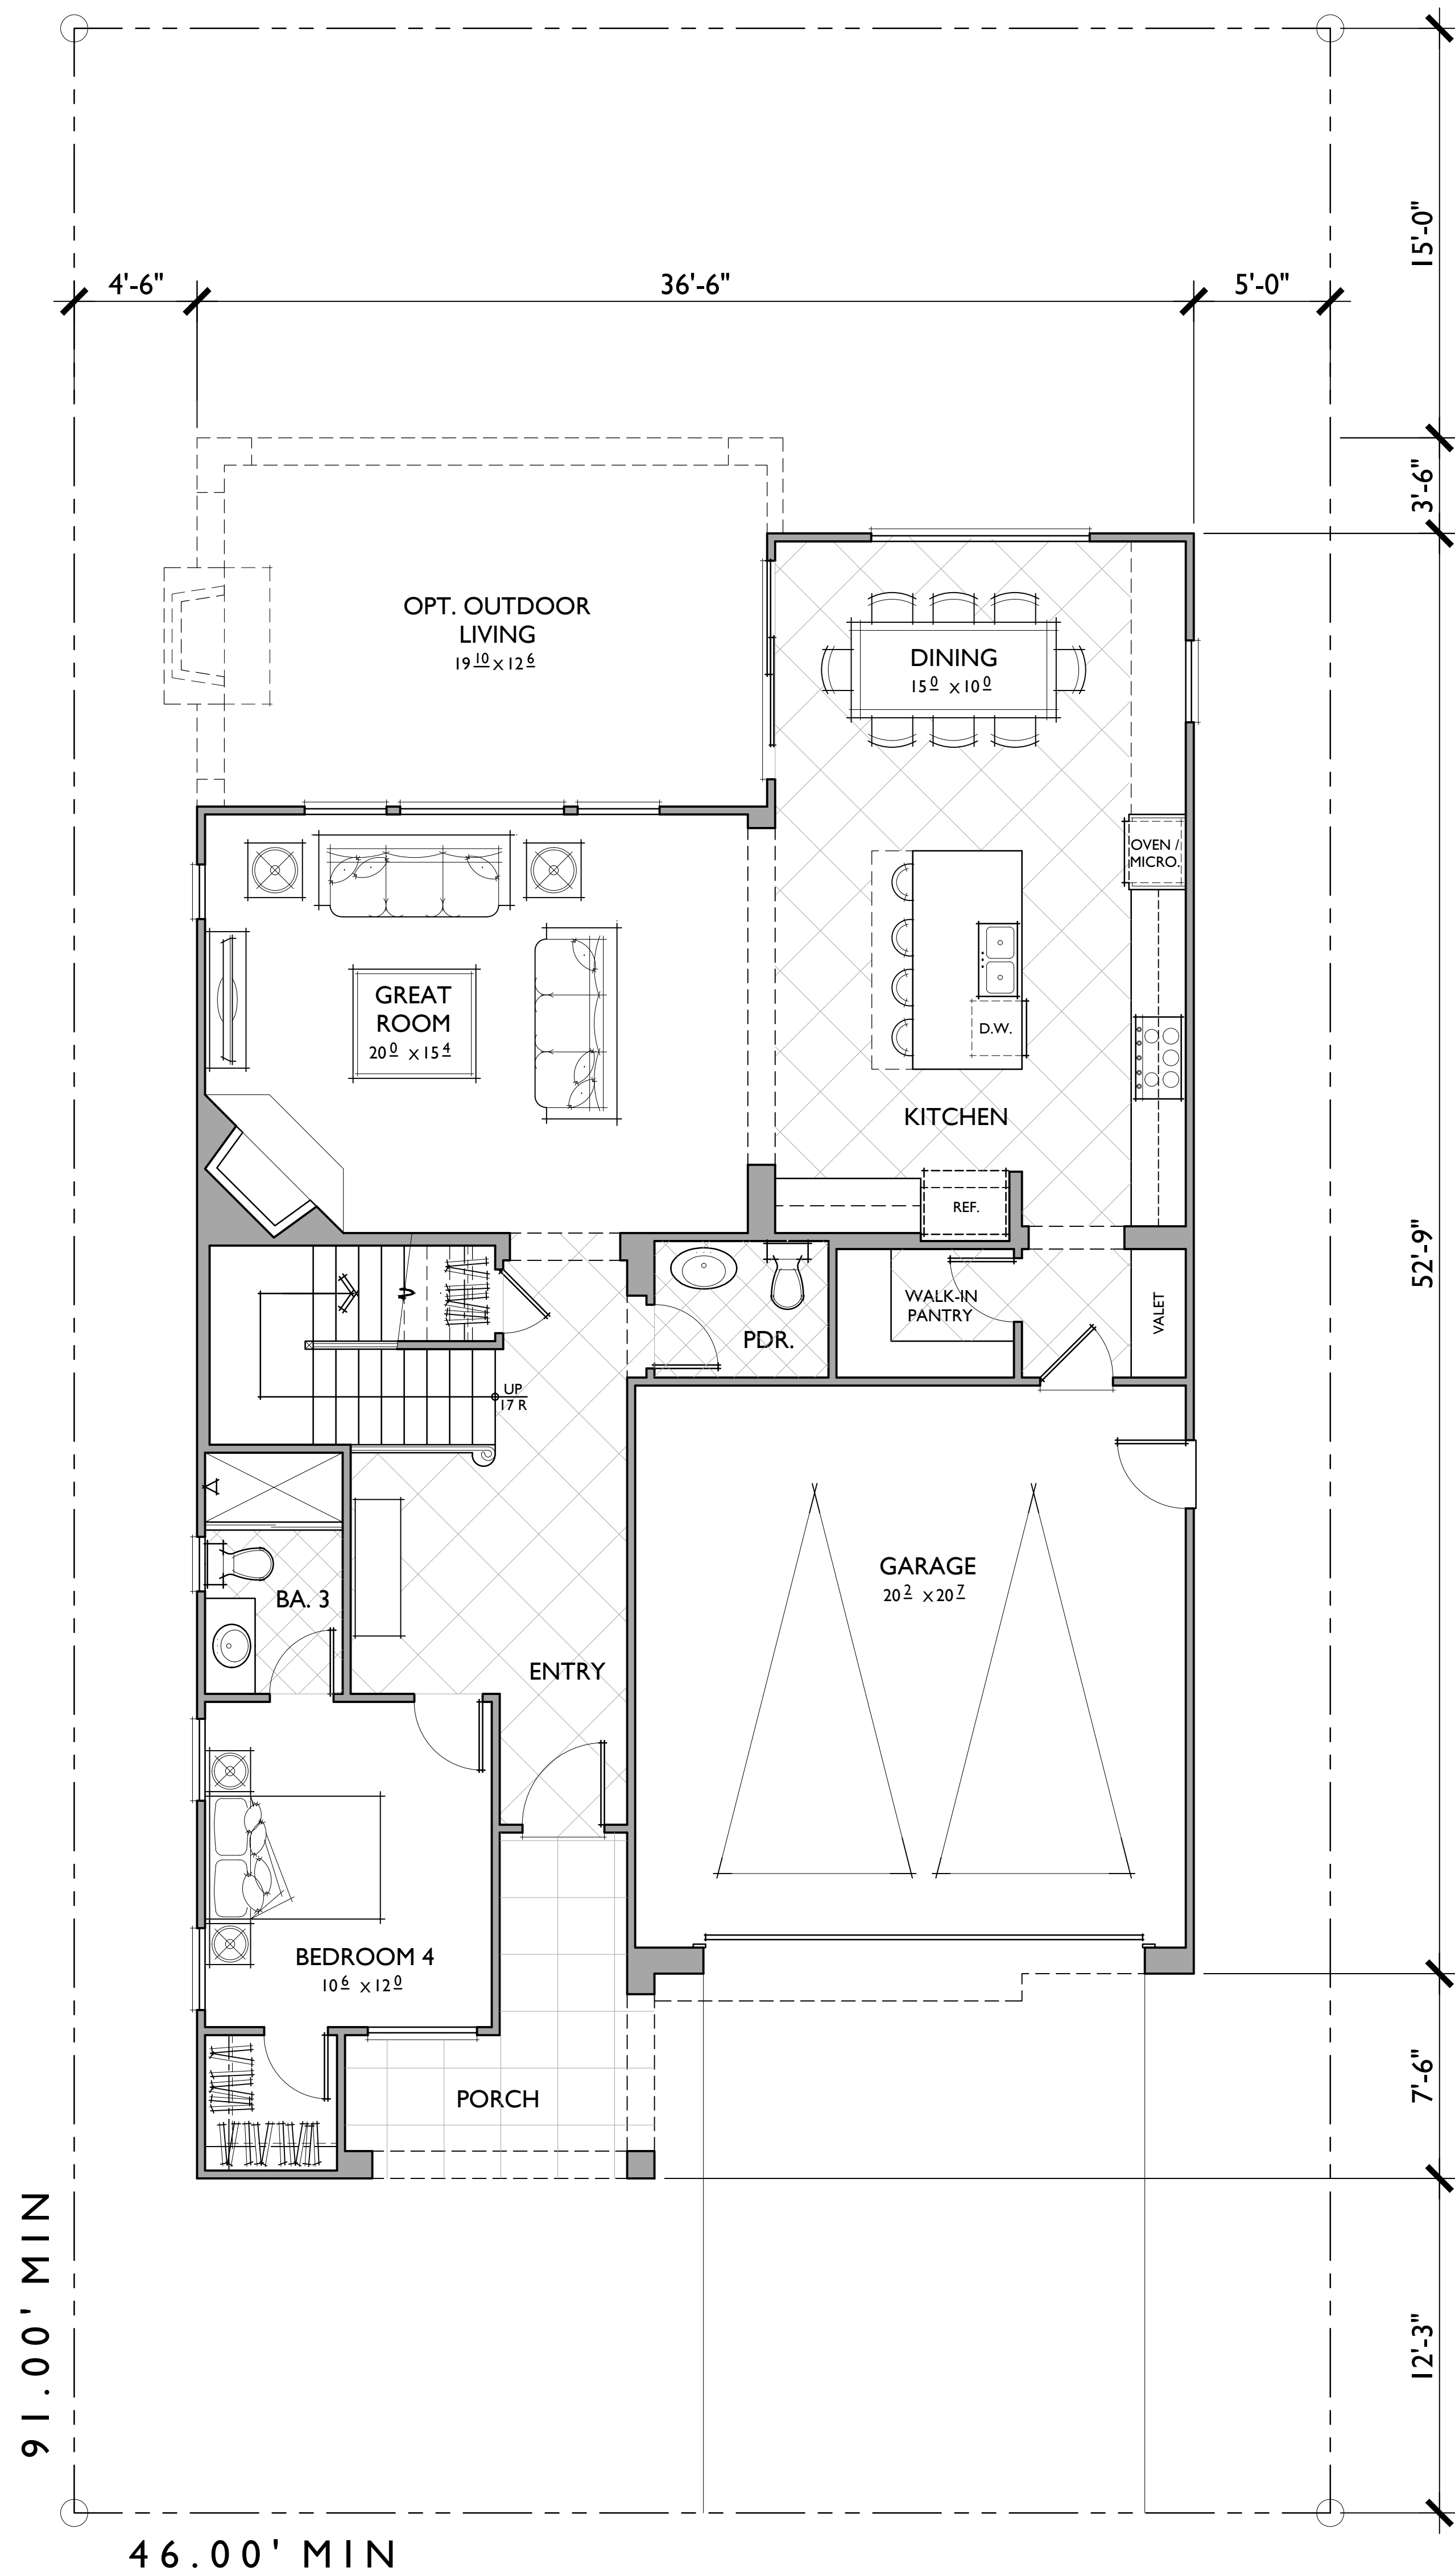 15'-0"
4'-6"
36'-6"
5'-0"
3'-6"
OPT. OUTDOOR
LIVING
19 10 x 12 6
DINING
15 0 x 10 0
OVEN /
MICRO.
GREAT
ROOM
20 0 x 15 4
D.W.
KITCHEN
REF.
52'-9"
WALK-IN
PANTRY
VALET
PDR.
UP
17 R
GARAGE
20 2 x 20 7
BA. 3
ENTRY
BEDROOM 4
10 6 x 12 0
7'-6"
PORCH
12'-3"
91.00' MIN
46.00' MIN